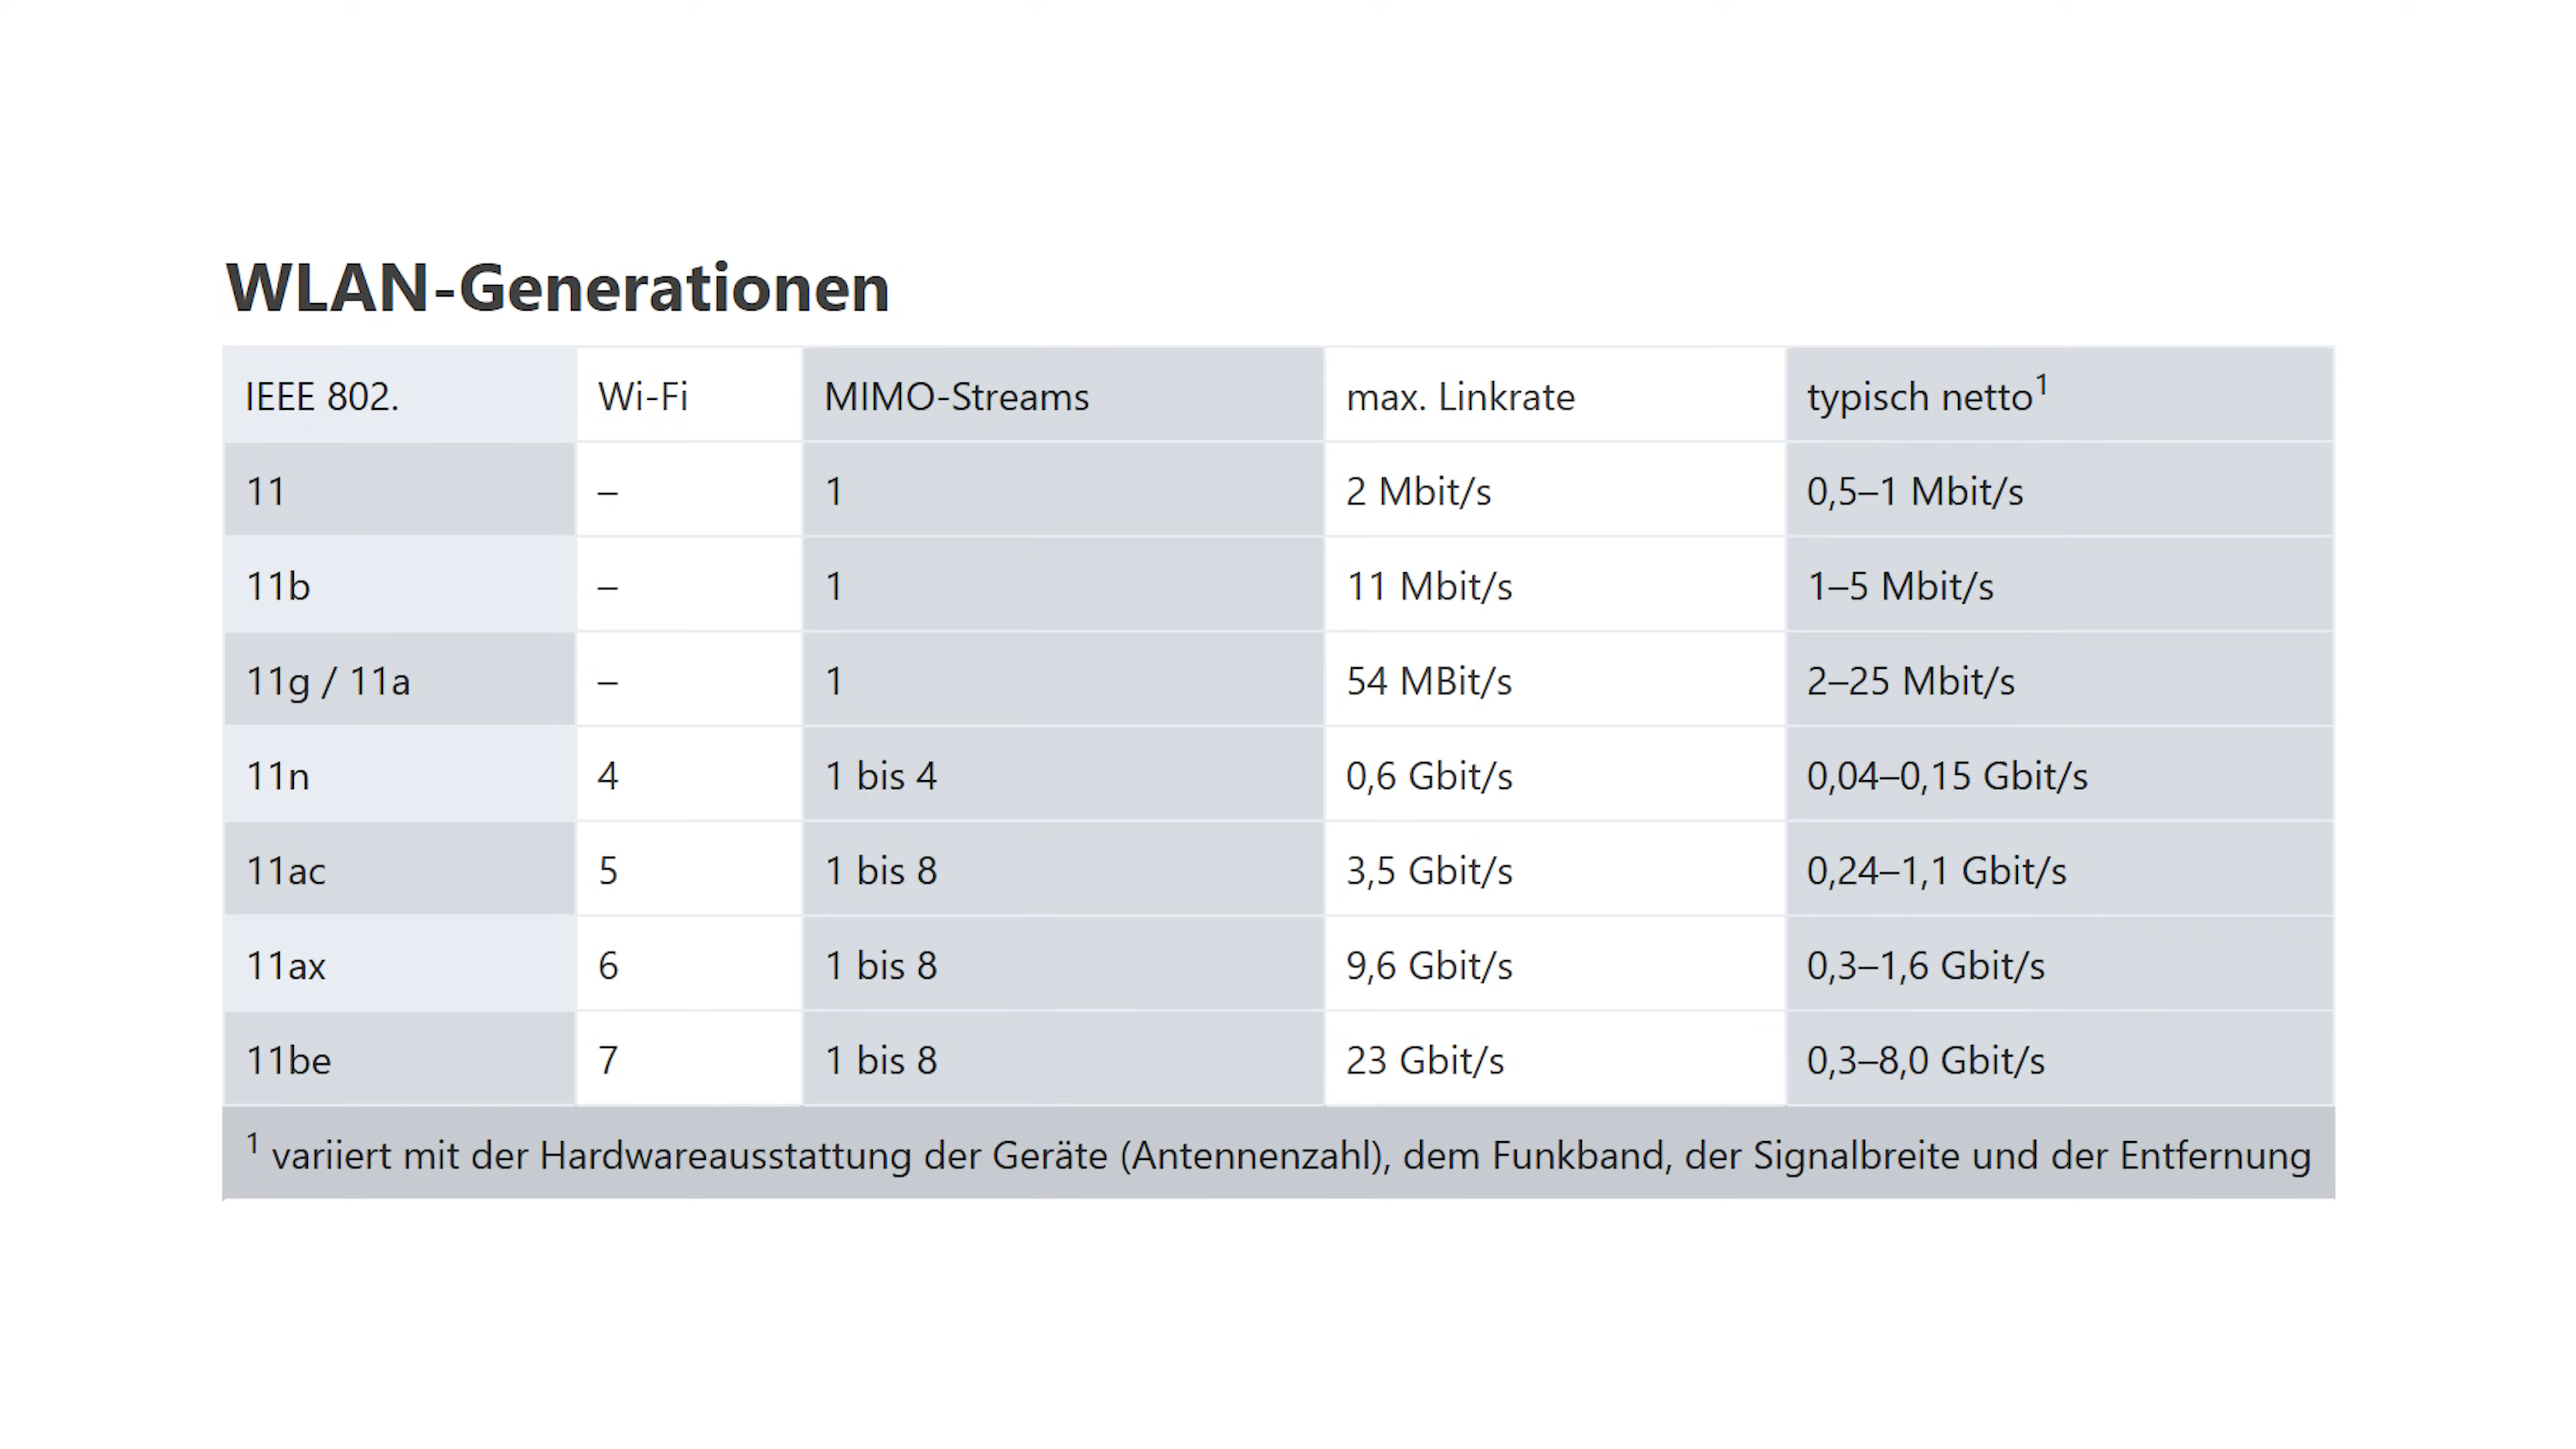 WLAN-Generationen
IEEE 802. Wi-Fi MIMO-Streams max. Linkrate typisch netto¹
11 – 1 2 Mbit/s 0,5–1 Mbit/s
11b – 1 11 Mbit/s 1–5 Mbit/s
11g / 11a – 1 54 MBit/s 2–25 Mbit/s
11n 4 1 bis 4 0,6 Gbit/s 0,04–0,15 Gbit/s
11ac 5 1 bis 8 3,5 Gbit/s 0,24–1,1 Gbit/s
11ax 6 1 bis 8 9,6 Gbit/s 0,3–1,6 Gbit/s
11be 7 1 bis 8 23 Gbit/s 0,3–8,0 Gbit/s
¹ variiert mit der Hardwareausstattung der Geräte (Antennenzahl), dem Funkband, der Signalbreite und der Entfernung